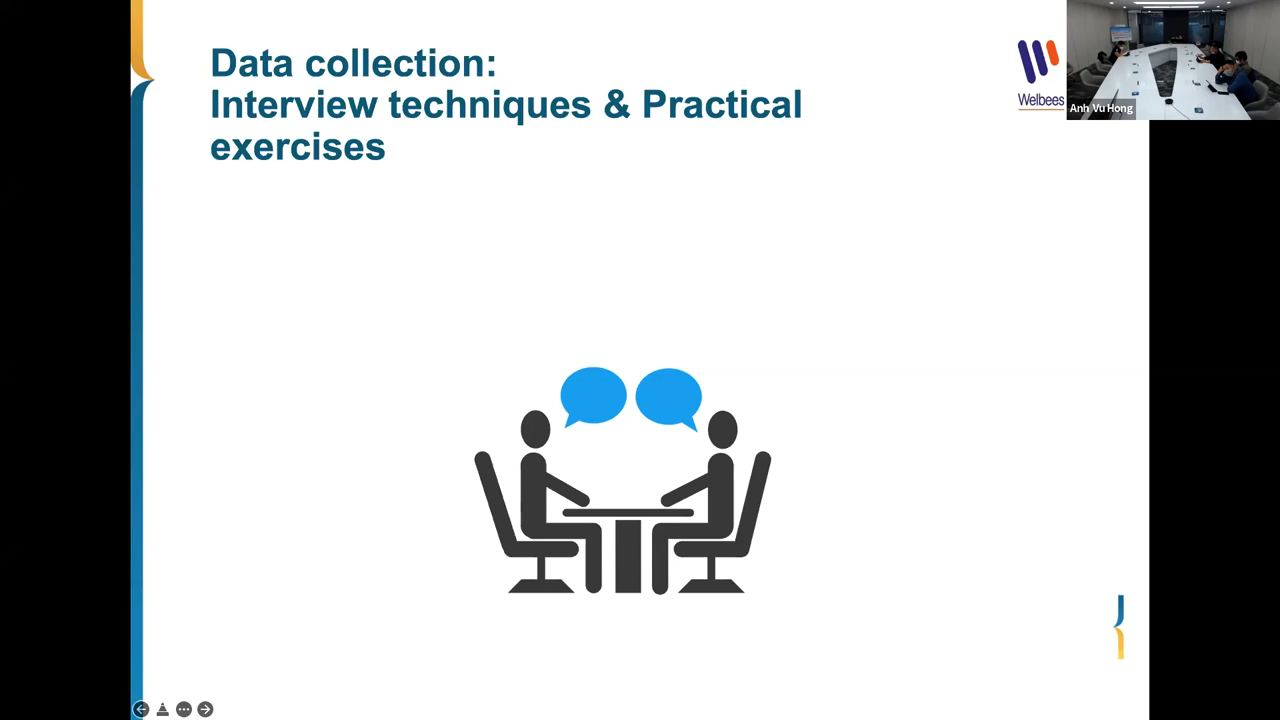 Data collection:
Interview techniques & Practical
exercises
Welbees
Anh Vu Hong